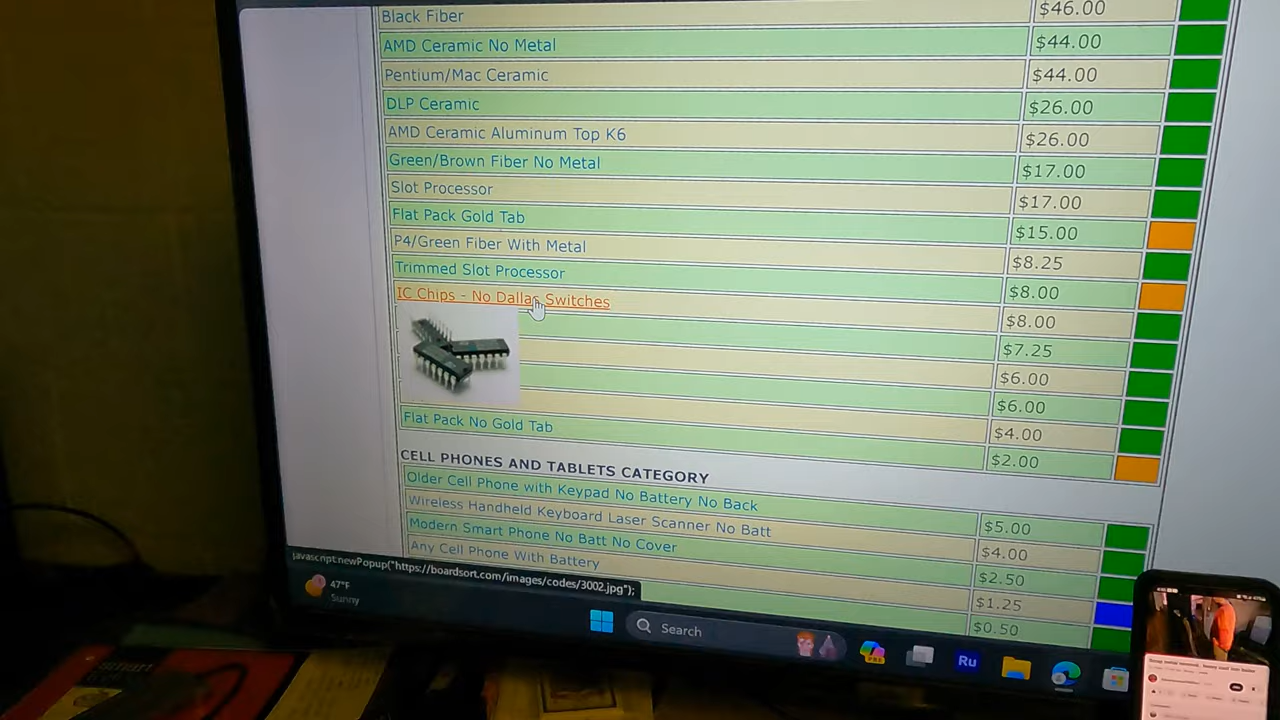 Black Fiber $46.00
AMD Ceramic No Metal $44.00
Pentium/Mac Ceramic $44.00
DLP Ceramic $26.00
AMD Ceramic Aluminum Top K6 $26.00
Green/Brown Fiber No Metal $17.00
Slot Processor $17.00
Flat Pack Gold Tab $15.00
P4/Green Fiber With Metal $8.25
Trimmed Slot Processor $8.00
IC Chips - No Dallas Switches $8.00
$7.25
$6.00
$6.00
$4.00
Flat Pack No Gold Tab $2.00
CELL PHONES AND TABLETS CATEGORY
Older Cell Phone with Keypad No Battery No Back $5.00
Wireless Handheld Keyboard Laser Scanner No Batt $4.00
Modern Smart Phone No Batt No Cover $2.50
Any Cell Phone With Battery $1.25
$0.50
javascript:newPopup("https://boardsort.com/images/codes/3002.jpg");
47°F
Sunny
Search
PRE
Ru